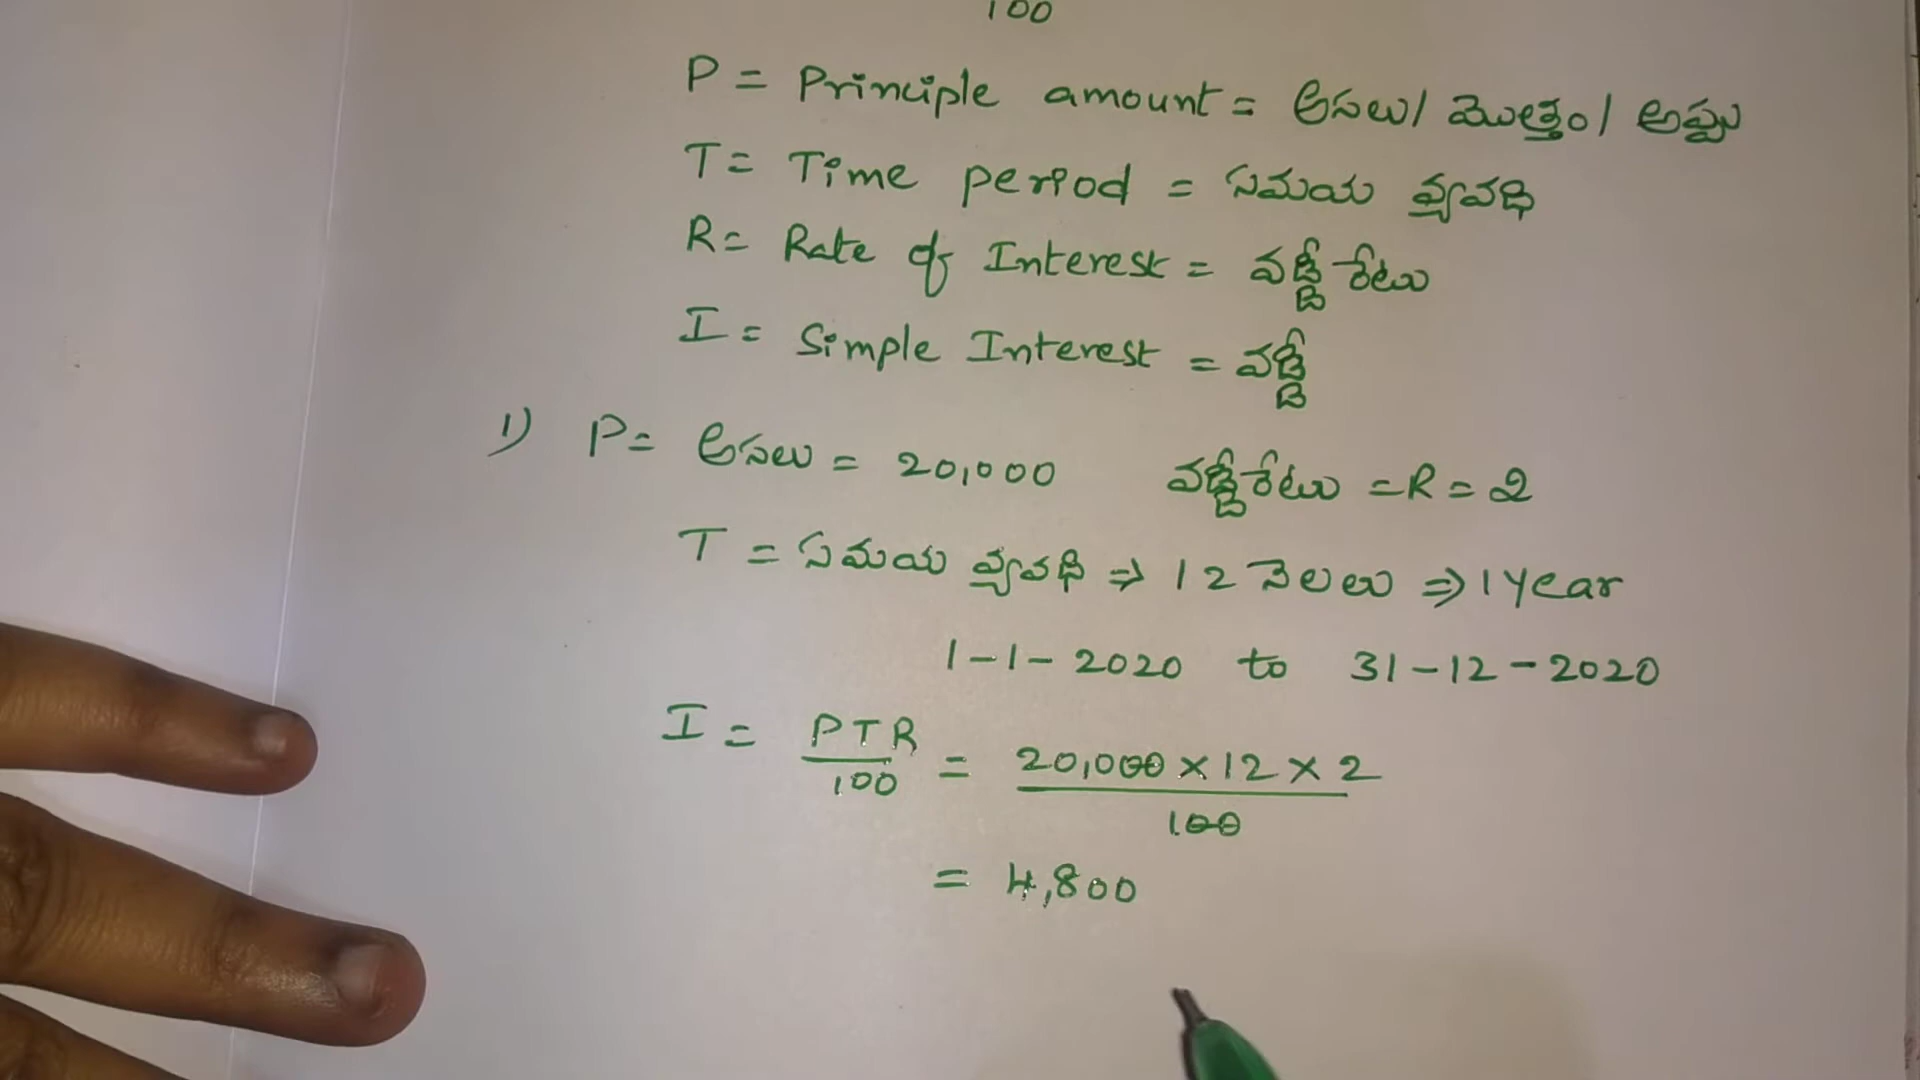 100
P = Principle amount = అసలు/ మొత్తం/ అప్పు
T = Time period = సమయ వ్యవధి
R = Rate of Interest = వడ్డీ రేటు
I = Simple Interest = వడ్డీ
1) P = అసలు = 20,000 వడ్డీరేటు = R = 2
T = సమయ వ్యవధి ⇒ 12 నెలలు ⇒ 1 year
1-1-2020 to 31-12-2020
I = PTR/100 = 20,000 × 12 × 2/100
= 4,800